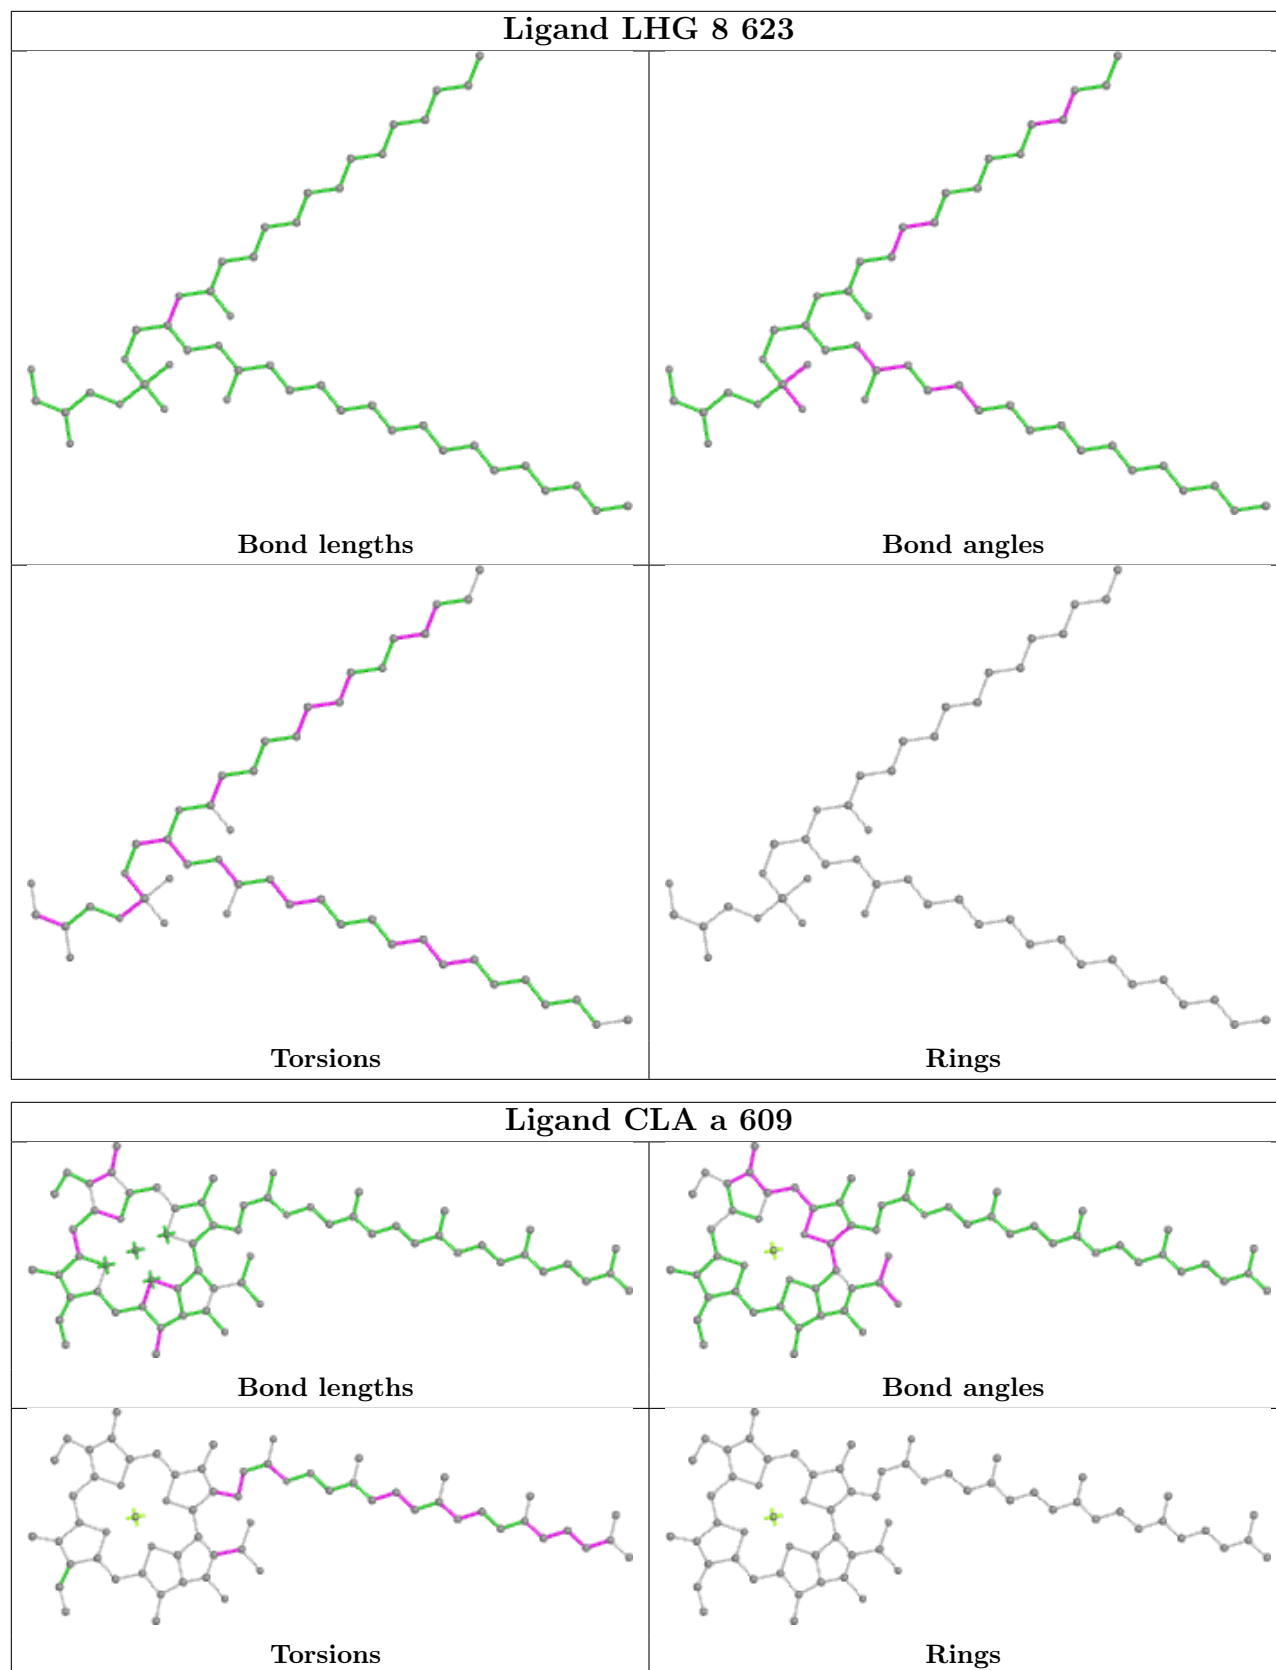 Ligand LHG 8 623
Bond lengths
Bond angles
Torsions
Rings
Ligand CLA a 609
Bond lengths
Bond angles
Torsions
Rings